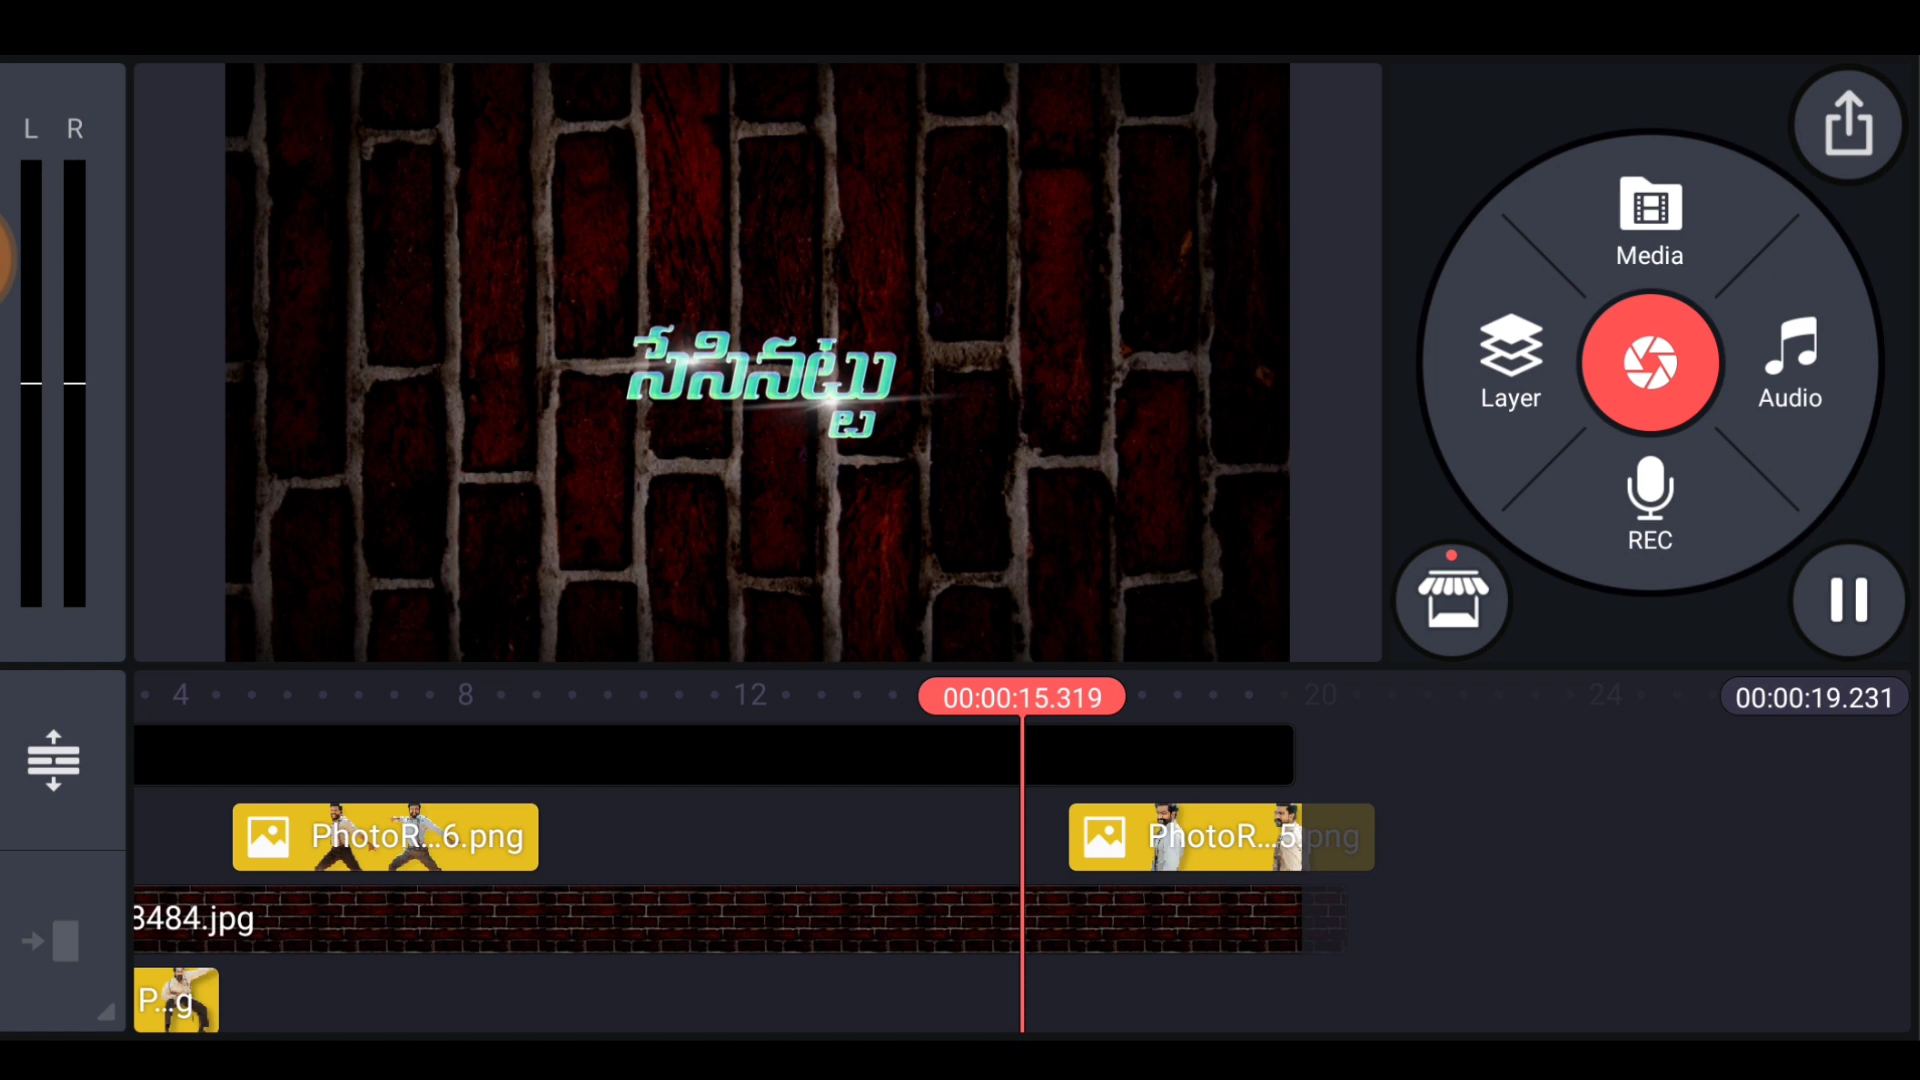 L R
సేసినట్టు
Media
Layer
Audio
REC
4 8 12 00:00:15.319 20 24 00:00:19.231
PhotoR...6.png
PhotoR...5.png
3484.jpg
P...g